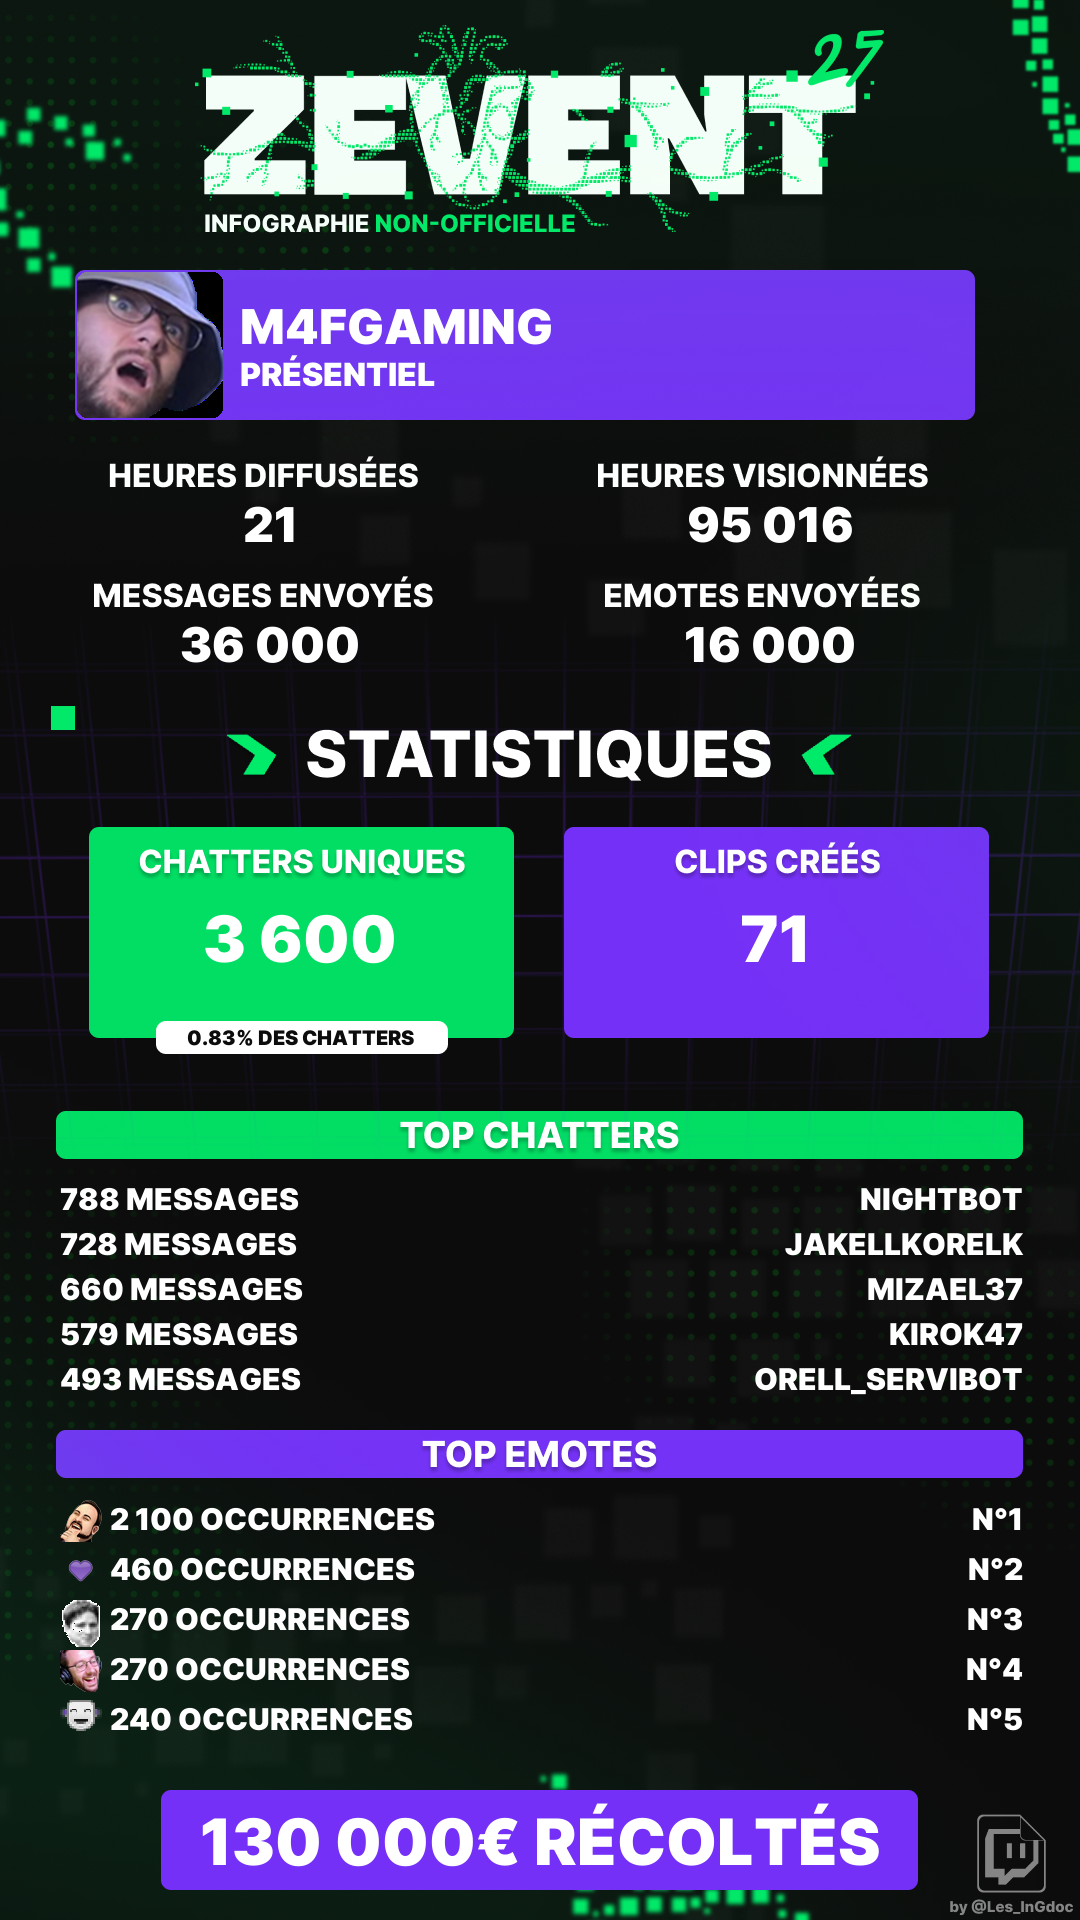 ZEVENT 25
INFOGRAPHIE NON-OFFICIELLE
M4FGAMING
PRÉSENTIEL
HEURES DIFFUSÉES
21
HEURES VISIONNÉES
95 016
MESSAGES ENVOYÉS
36 000
EMOTES ENVOYÉES
16 000
STATISTIQUES
CHATTERS UNIQUES
3 600
0.83% DES CHATTERS
CLIPS CRÉÉS
71
TOP CHATTERS
788 MESSAGES NIGHTBOT
728 MESSAGES JAKELLKORELK
660 MESSAGES MIZAEL37
579 MESSAGES KIROK47
493 MESSAGES ORELL_SERVIBOT
TOP EMOTES
2 100 OCCURRENCES N°1
460 OCCURRENCES N°2
270 OCCURRENCES N°3
270 OCCURRENCES N°4
240 OCCURRENCES N°5
130 000€ RÉCOLTÉS
by @Les_InGdoc